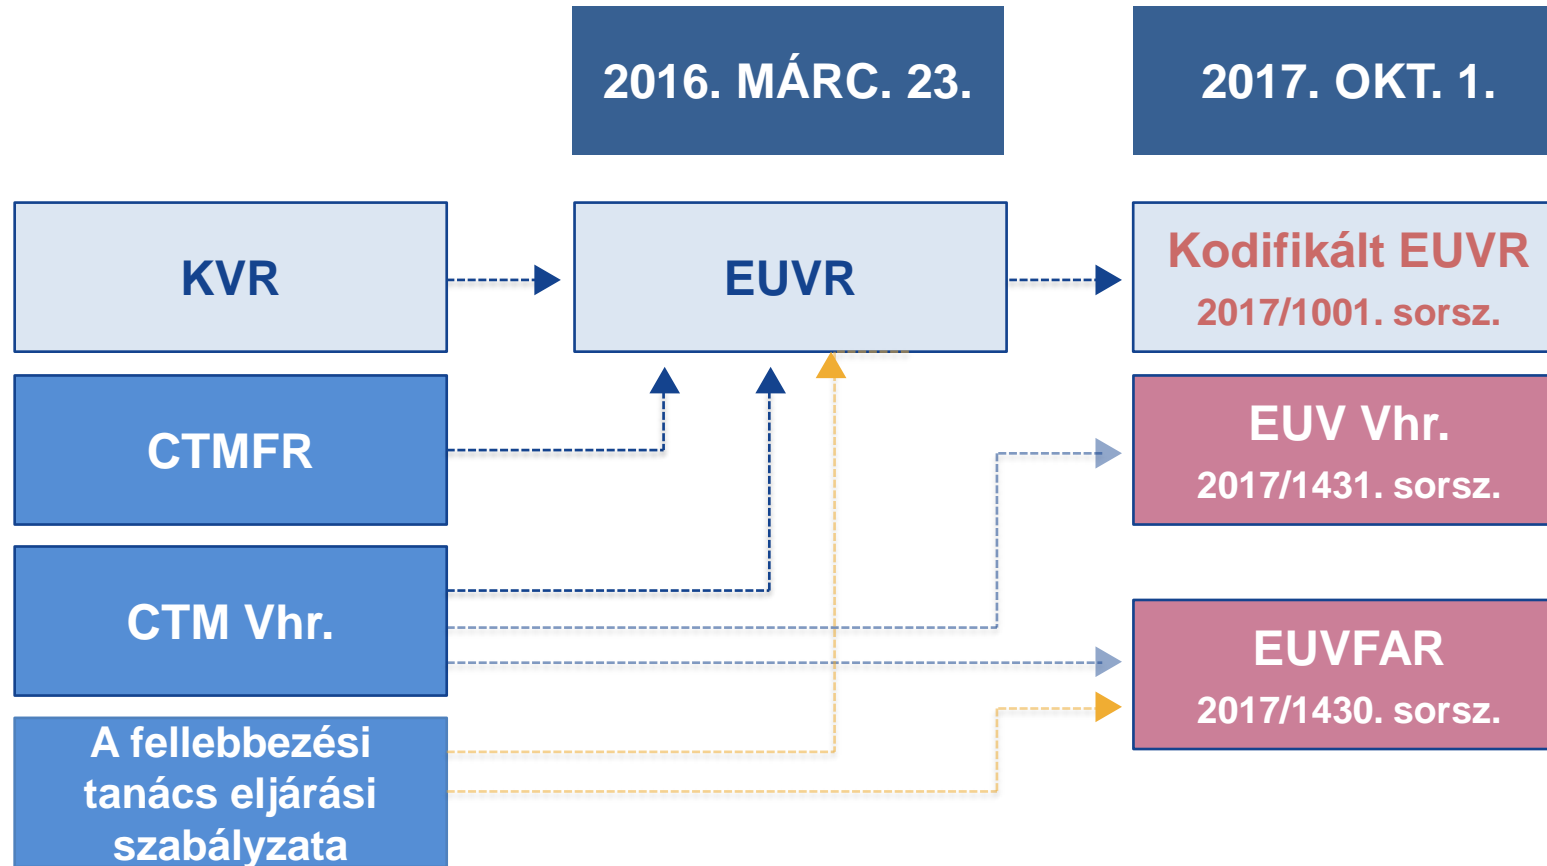 2016. MÁRC. 23.
2017. OKT. 1.
KVR
EUVR
Kodifikált EUVR
2017/1001. sorsz.
CTMFR
EUV Vhr.
2017/1431. sorsz.
CTM Vhr.
EUVFAR
2017/1430. sorsz.
A fellebbezési
tanács eljárási
szabályzata